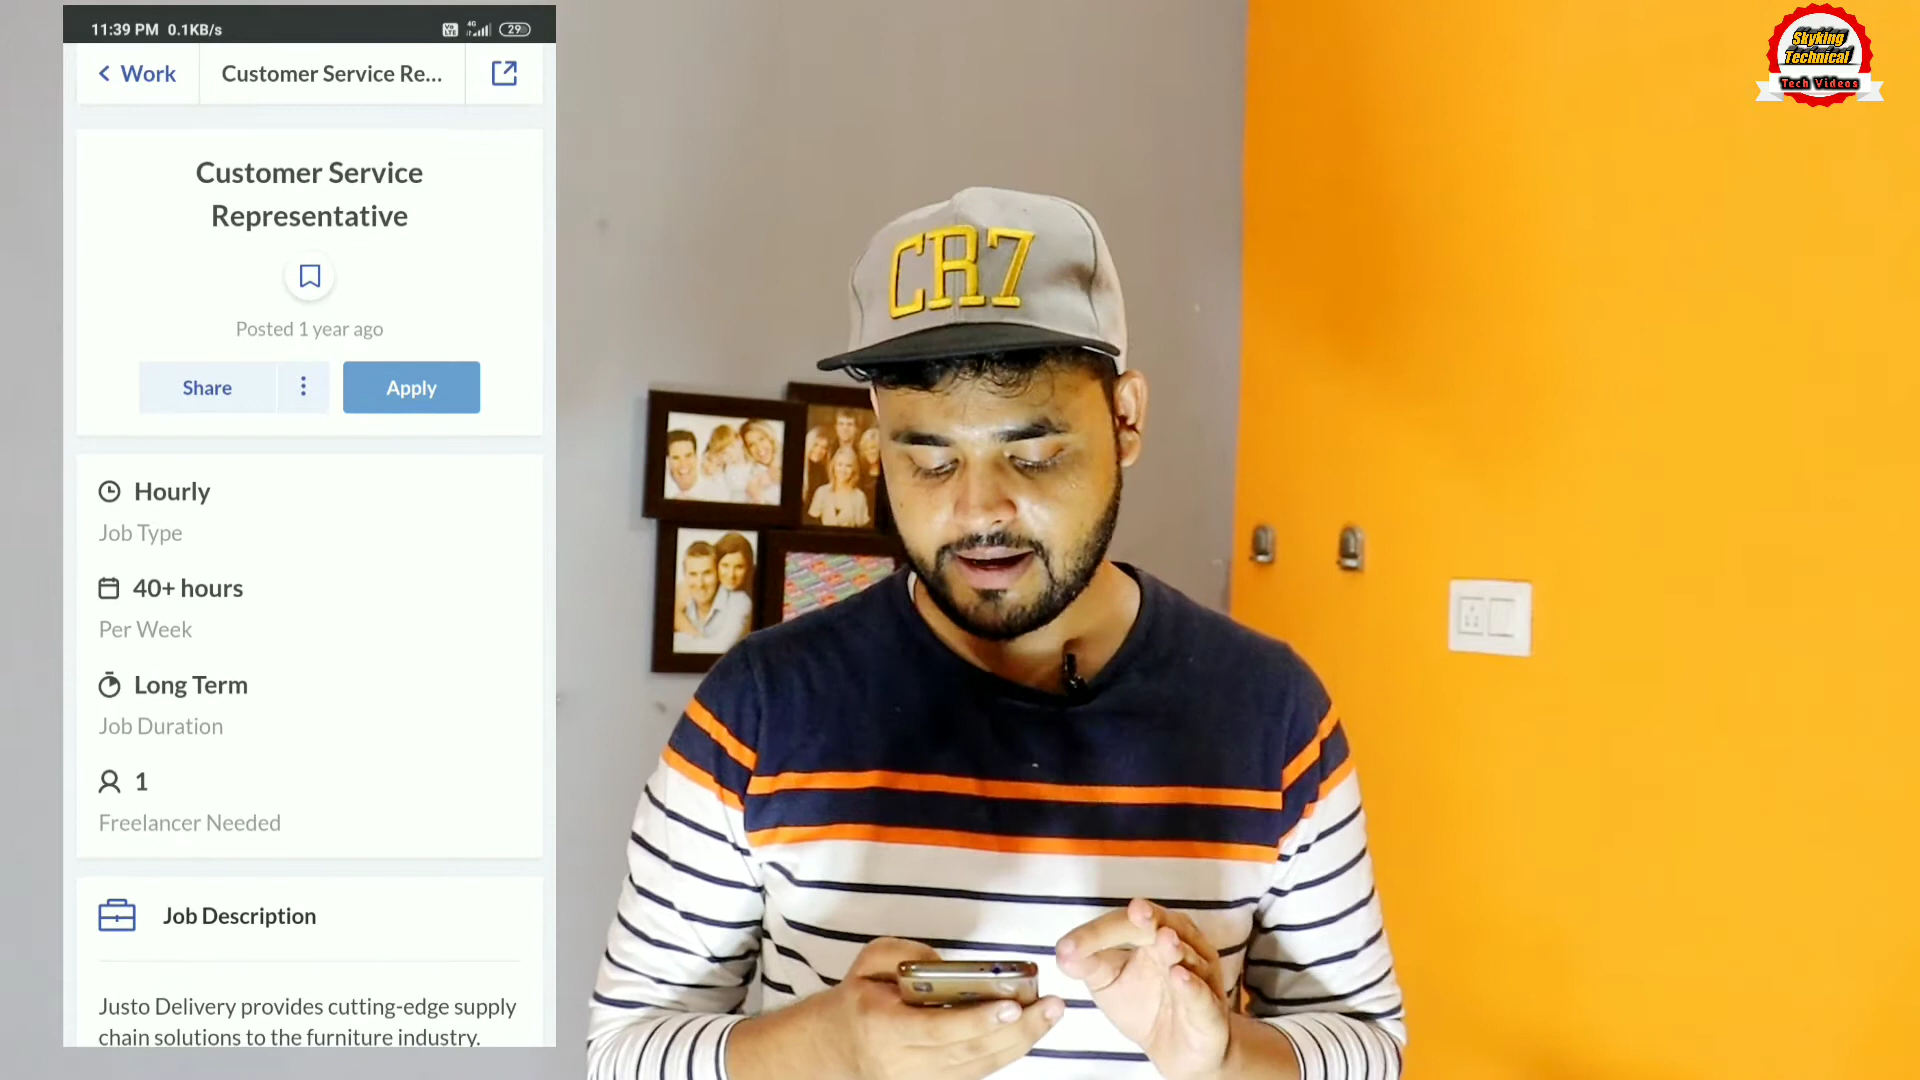 11:39 PM 0.1KB/s
4G
29
Work
Customer Service Re...
Customer Service
Representative
Posted 1 year ago
Share
Apply
Hourly
Job Type
40+ hours
Per Week
Long Term
Job Duration
1
Freelancer Needed
Job Description
Justo Delivery provides cutting-edge supply
chain solutions to the furniture industry.
CR7
Skyking
Technical
Tech Videos